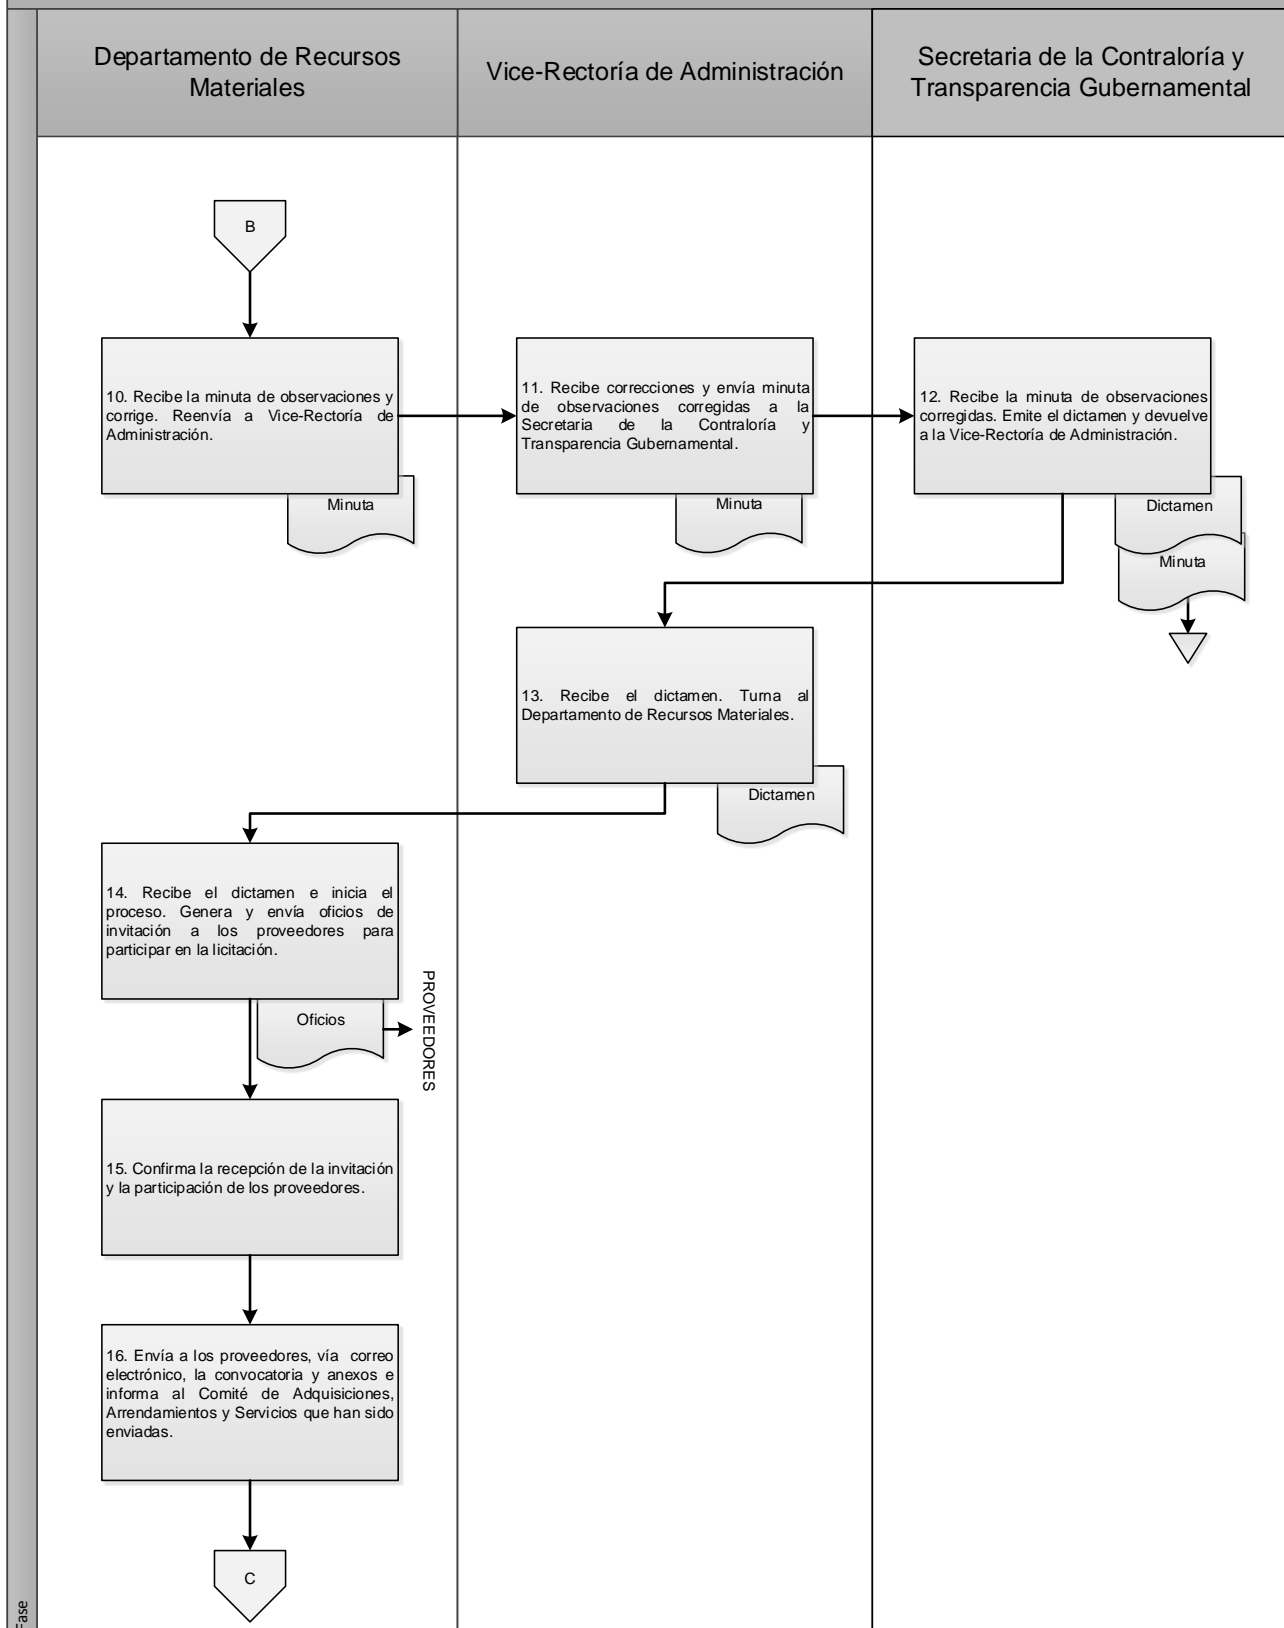 Departamento de Recursos
Materiales
Vice-Rectoría de Administración
Secretaria de la Contraloría y
Transparencia Gubernamental
B
10. Recibe la minuta de observaciones y
corrige. Reenvía a Vice-Rectoría de
Administración.
Minuta
11. Recibe correcciones y envía minuta
de observaciones corregidas a la
Secretaria de la Contraloría y
Transparencia Gubernamental.
Minuta
12. Recibe la minuta de observaciones
corregidas. Emite el dictamen y devuelve
a la Vice-Rectoría de Administración.
Dictamen
Minuta
13. Recibe el dictamen. Turna al
Departamento de Recursos Materiales.
Dictamen
14. Recibe el dictamen e inicia el
proceso. Genera y envía oficios de
invitación a los proveedores para
participar en la licitación.
Oficios
PROVEEDORES
15. Confirma la recepción de la invitación
y la participación de los proveedores.
16. Envía a los proveedores, vía correo
electrónico, la convocatoria y anexos e
informa al Comité de Adquisiciones,
Arrendamientos y Servicios que han sido
enviadas.
C
Fase